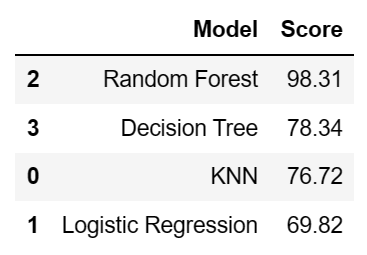 Model Score
2 Random Forest 98.31
3 Decision Tree 78.34
0 KNN 76.72
1 Logistic Regression 69.82